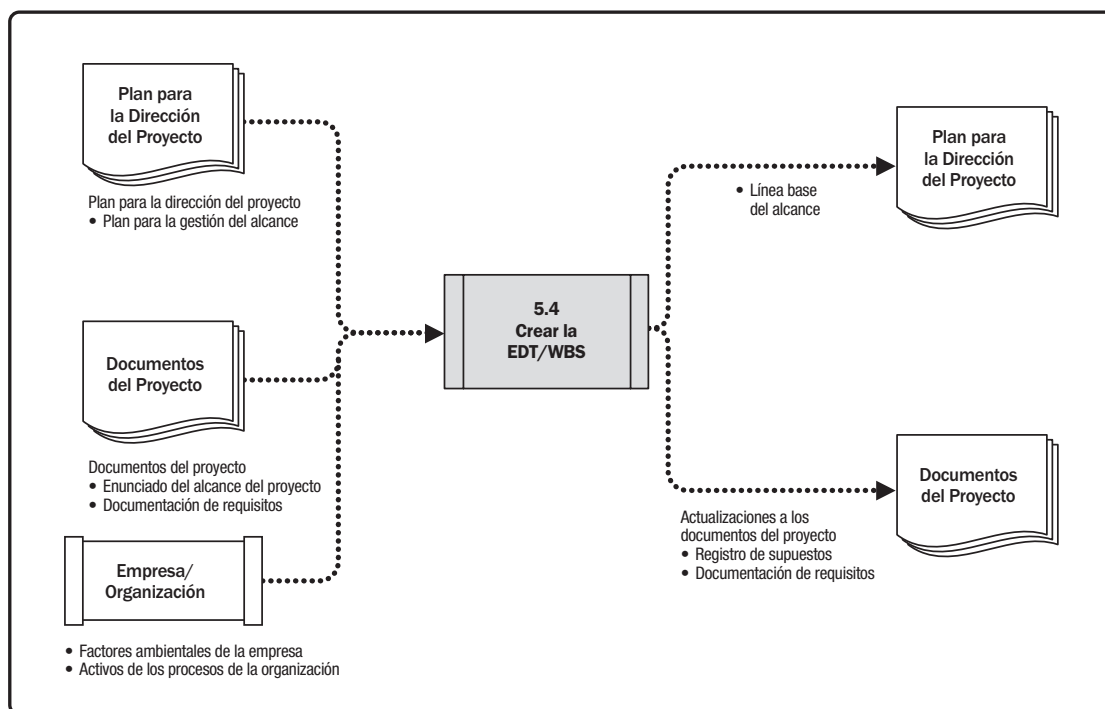 Plan para
la Dirección
del Proyecto
Plan para la dirección del proyecto
• Plan para la gestión del alcance
Documentos
del Proyecto
Documentos del proyecto
• Enunciado del alcance del proyecto
• Documentación de requisitos
Empresa/
Organización
• Factores ambientales de la empresa
• Activos de los procesos de la organización
5.4
Crear la
EDT/WBS
• Línea base
del alcance
Plan para
la Dirección
del Proyecto
Actualizaciones a los
documentos del proyecto
• Registro de supuestos
• Documentación de requisitos
Documentos
del Proyecto